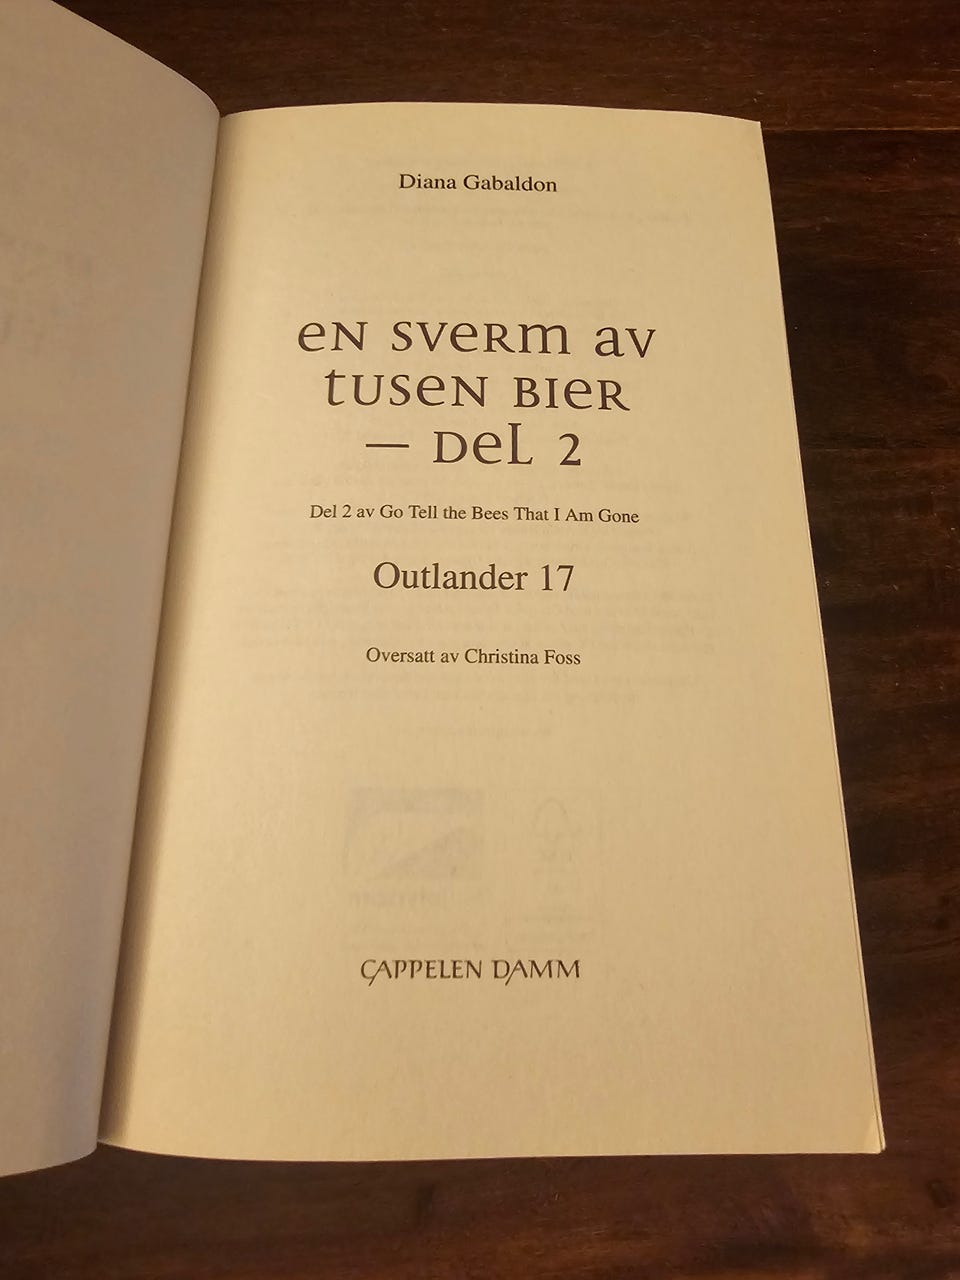 Diana Gabaldon
en sverm av
tusen bier
— Del 2
Del 2 av Go Tell the Bees That I Am Gone
Outlander 17
Oversatt av Christina Foss
CAPPELEN DAMM